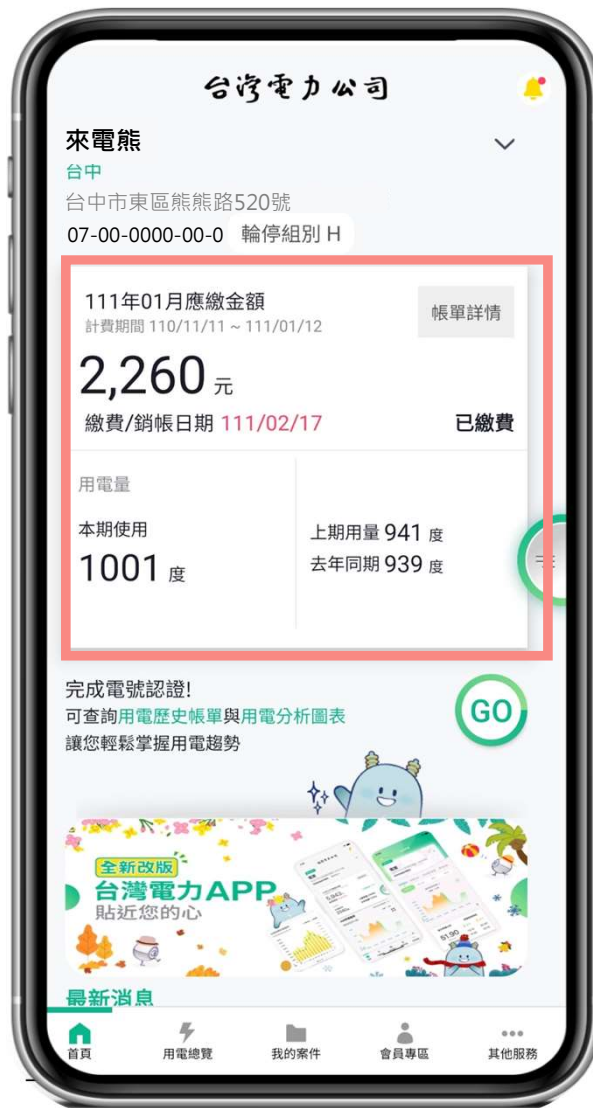 台灣電力公司
來電熊
台中
台中市東區熊熊路520號
07-00-0000-00-0 輪停組別 H
111年01月應繳金額
計費期間 110/11/11 ~ 111/01/12
帳單詳情
2,260 元
繳費/銷帳日期 111/02/17 已繳費
用電量
本期使用
1001 度
上期用量 941 度
去年同期 939 度
完成電號認證!
可查詢用電歷史帳單與用電分析圖表
讓您輕鬆掌握用電趨勢
GO
全新改版
台灣電力APP
貼近您的心
5,942
51.90
最新消息
首頁 用電總覽 我的案件 會員專區 其他服務